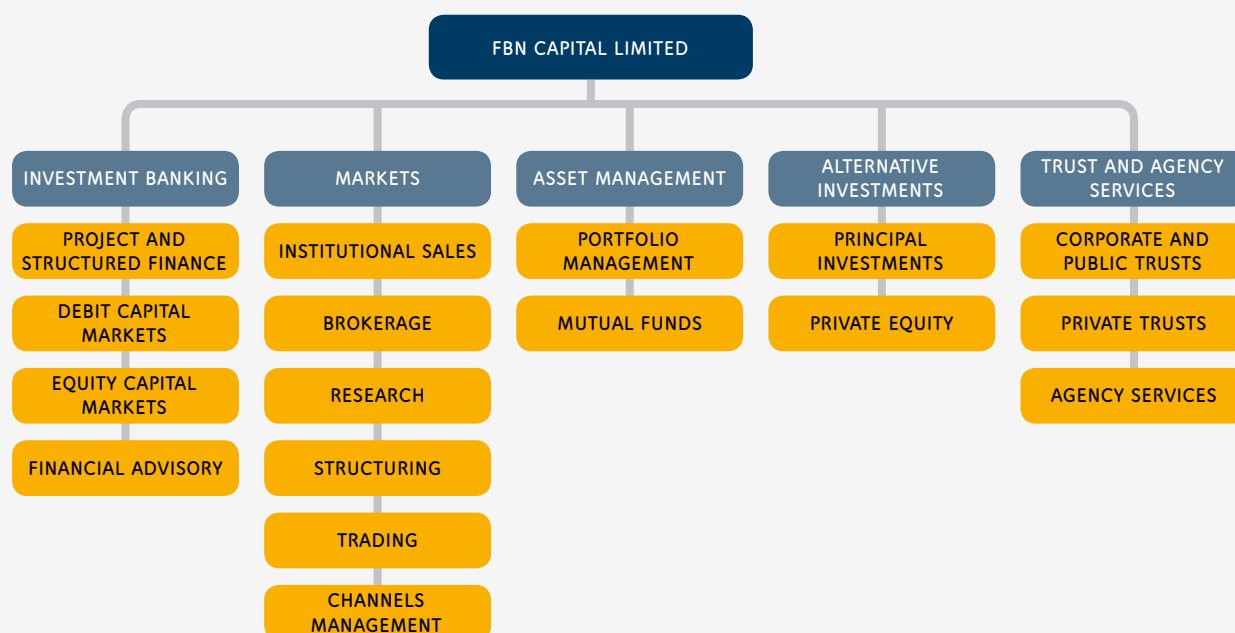 FBN CAPITAL LIMITED
INVESTMENT BANKING
PROJECT AND
STRUCTURED FINANCE
DEBIT CAPITAL
MARKETS
EQUITY CAPITAL
MARKETS
FINANCIAL ADVISORY
MARKETS
INSTITUTIONAL SALES
BROKERAGE
RESEARCH
STRUCTURING
TRADING
CHANNELS
MANAGEMENT
ASSET MANAGEMENT
PORTFOLIO
MANAGEMENT
MUTUAL FUNDS
ALTERNATIVE
INVESTMENTS
PRINCIPAL
INVESTMENTS
PRIVATE EQUITY
TRUST AND AGENCY
SERVICES
CORPORATE AND
PUBLIC TRUSTS
PRIVATE TRUSTS
AGENCY SERVICES